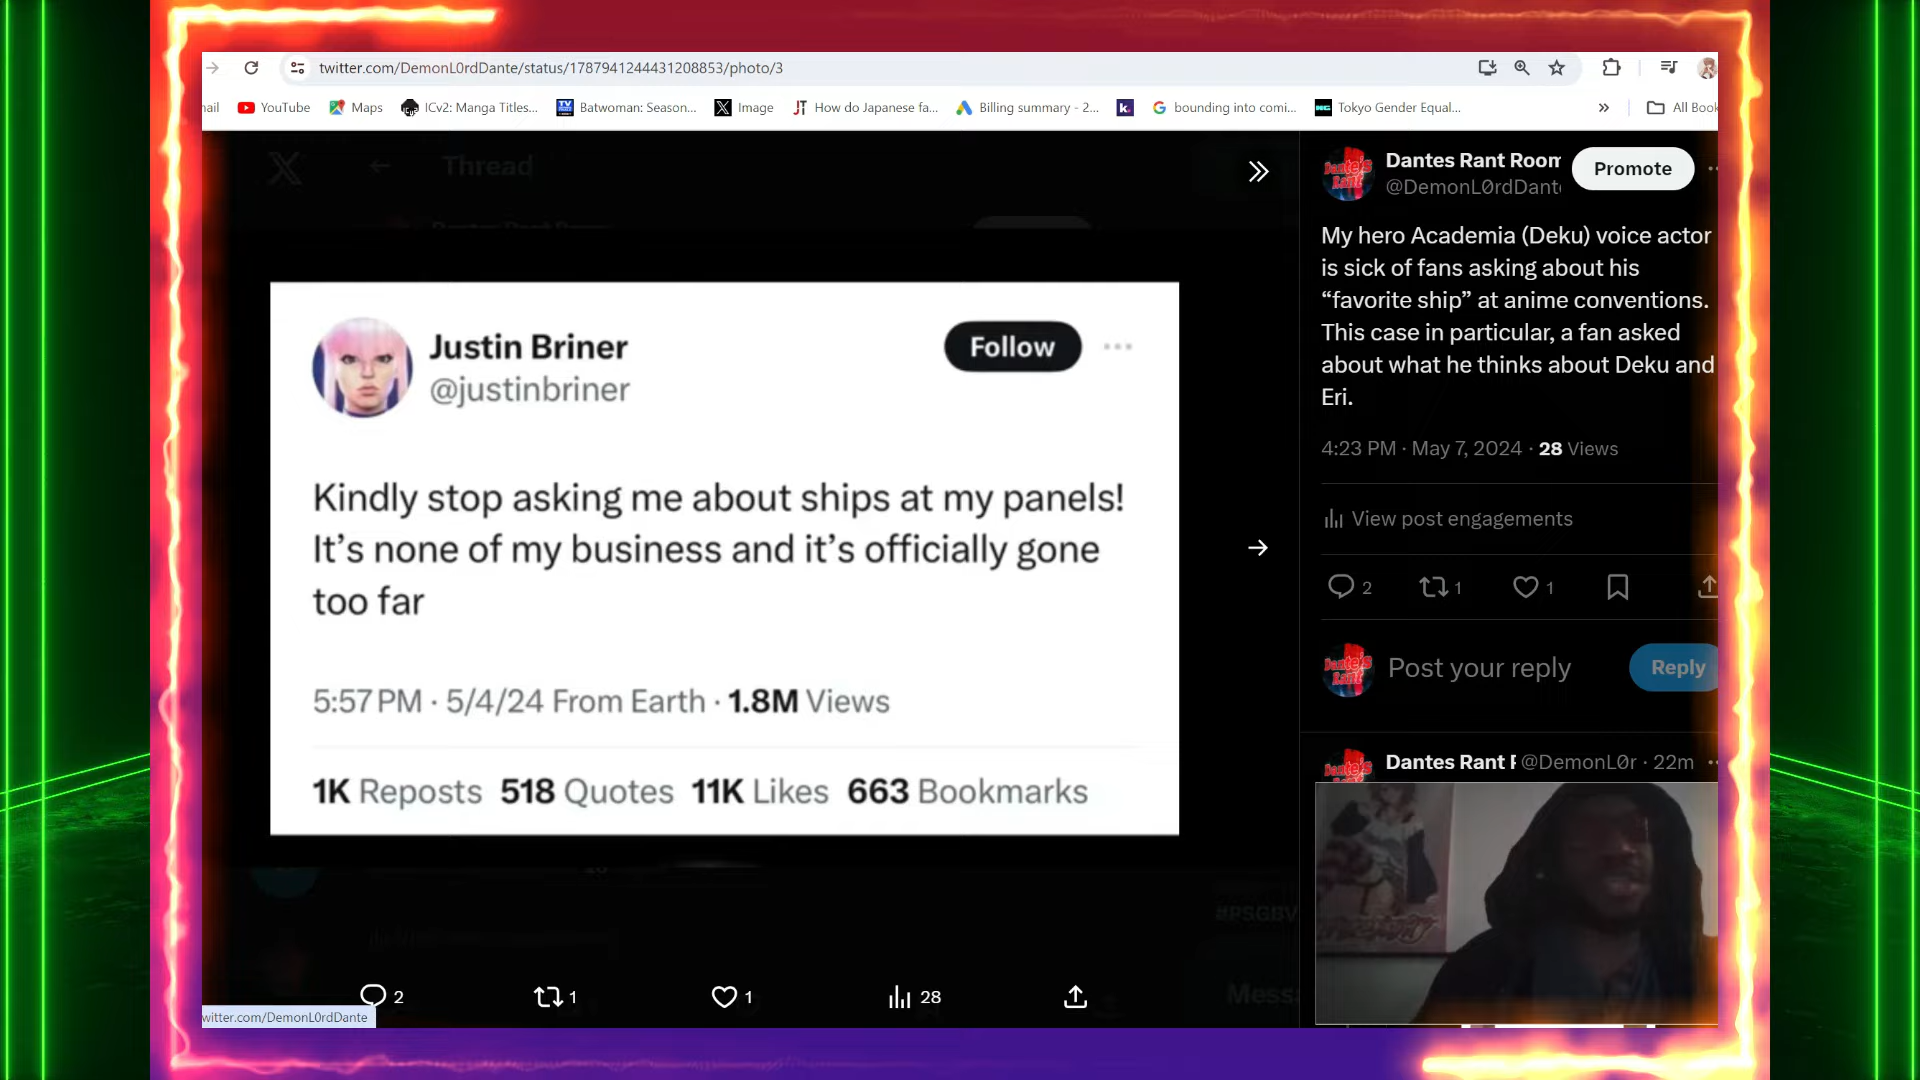 twitter.com/DemonL0rdDante/status/1787941244431208853/photo/3
YouTube
Maps
ICv2: Manga Titles...
Batwoman: Season...
Image
How do Japanese fa...
Billing summary - 2...
bounding into comi...
Tokyo Gender Equal...
All Book
Thread
Justin Briner
@justinbriner
Follow
Kindly stop asking me about ships at my panels!
It's none of my business and it's officially gone
too far
5:57 PM · 5/4/24 From Earth · 1.8M Views
1K Reposts 518 Quotes 11K Likes 663 Bookmarks
2 1 1 28
twitter.com/DemonL0rdDante
Dantes Rant Room
@DemonL0rdDant
Promote
My hero Academia (Deku) voice actor
is sick of fans asking about his
“favorite ship” at anime conventions.
This case in particular, a fan asked
about what he thinks about Deku and
Eri.
4:23 PM · May 7, 2024 · 28 Views
View post engagements
2 1 1
Post your reply
Reply
Dantes Rant @DemonL0r · 22m